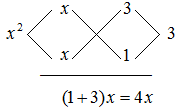 x 3
x² 3
x 1
(1+3)x = 4x